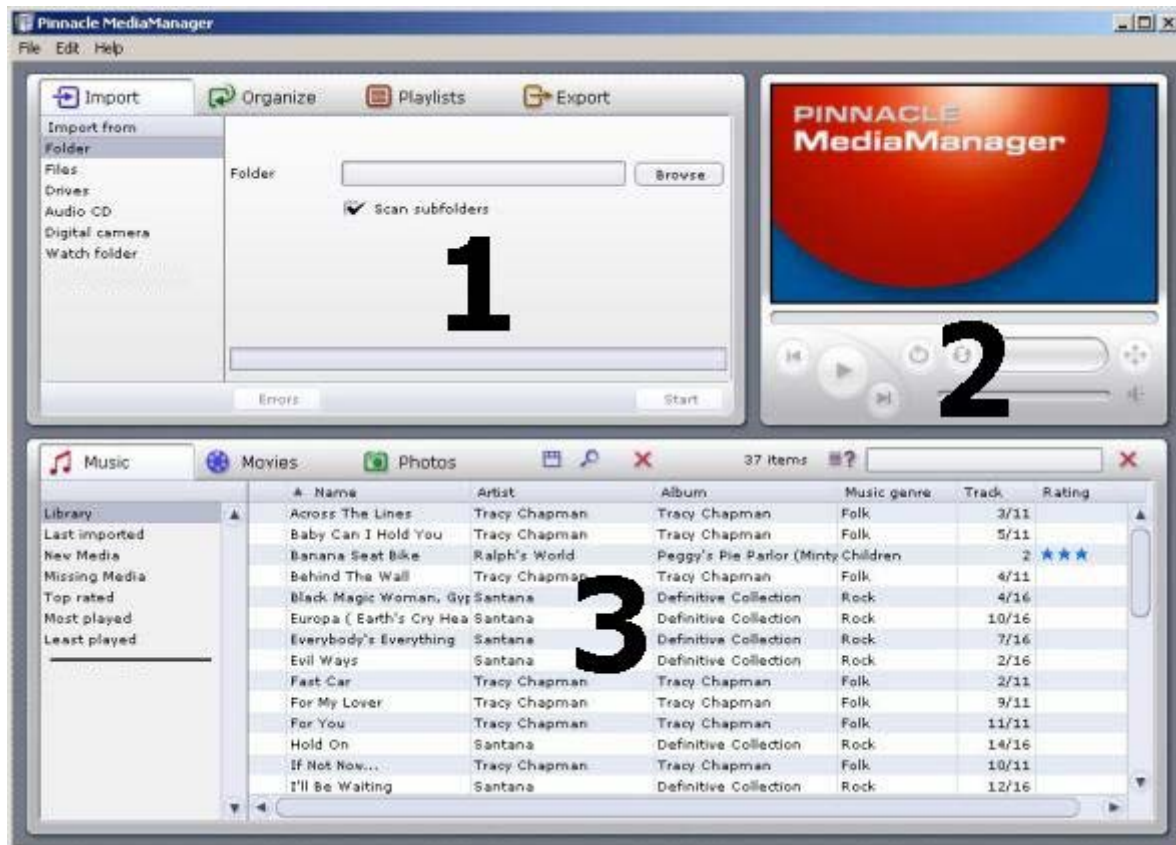 Pinnacle MediaManager
File Edit Help
Import Organize Playlists Export
Import from
Folder
Files
Drives
Audio CD
Digital camera
Watch folder
Folder Browse
Scan subfolders
1
Errors Start
PINNACLE
MediaManager
2
Music Movies Photos 37 items ?
Library
Last imported
New Media
Missing Media
Top rated
Most played
Least played
Name Artist Album Music genre Track Rating
Across The Lines Tracy Chapman Tracy Chapman Folk 3/11
Baby Can I Hold You Tracy Chapman Tracy Chapman Folk 5/11
Banana Seat Bike Ralph's World Peggy's Pie Parlor (Minty Children 2
Behind The Wall Tracy Chapman Tracy Chapman Folk 4/11
Black Magic Woman, Gyp Santana Definitive Collection Rock 4/16
Europa ( Earth's Cry Hea Santana Definitive Collection Rock 10/16
Everybody's Everything Santana Definitive Collection Rock 7/16
Evil Ways Santana Definitive Collection Rock 2/16
Fast Car Tracy Chapman Tracy Chapman Folk 2/11
For My Lover Tracy Chapman Tracy Chapman Folk 9/11
For You Tracy Chapman Tracy Chapman Folk 11/11
Hold On Santana Definitive Collection Rock 14/16
If Not Now... Tracy Chapman Tracy Chapman Folk 10/11
I'll Be Waiting Santana Definitive Collection Rock 12/16
3